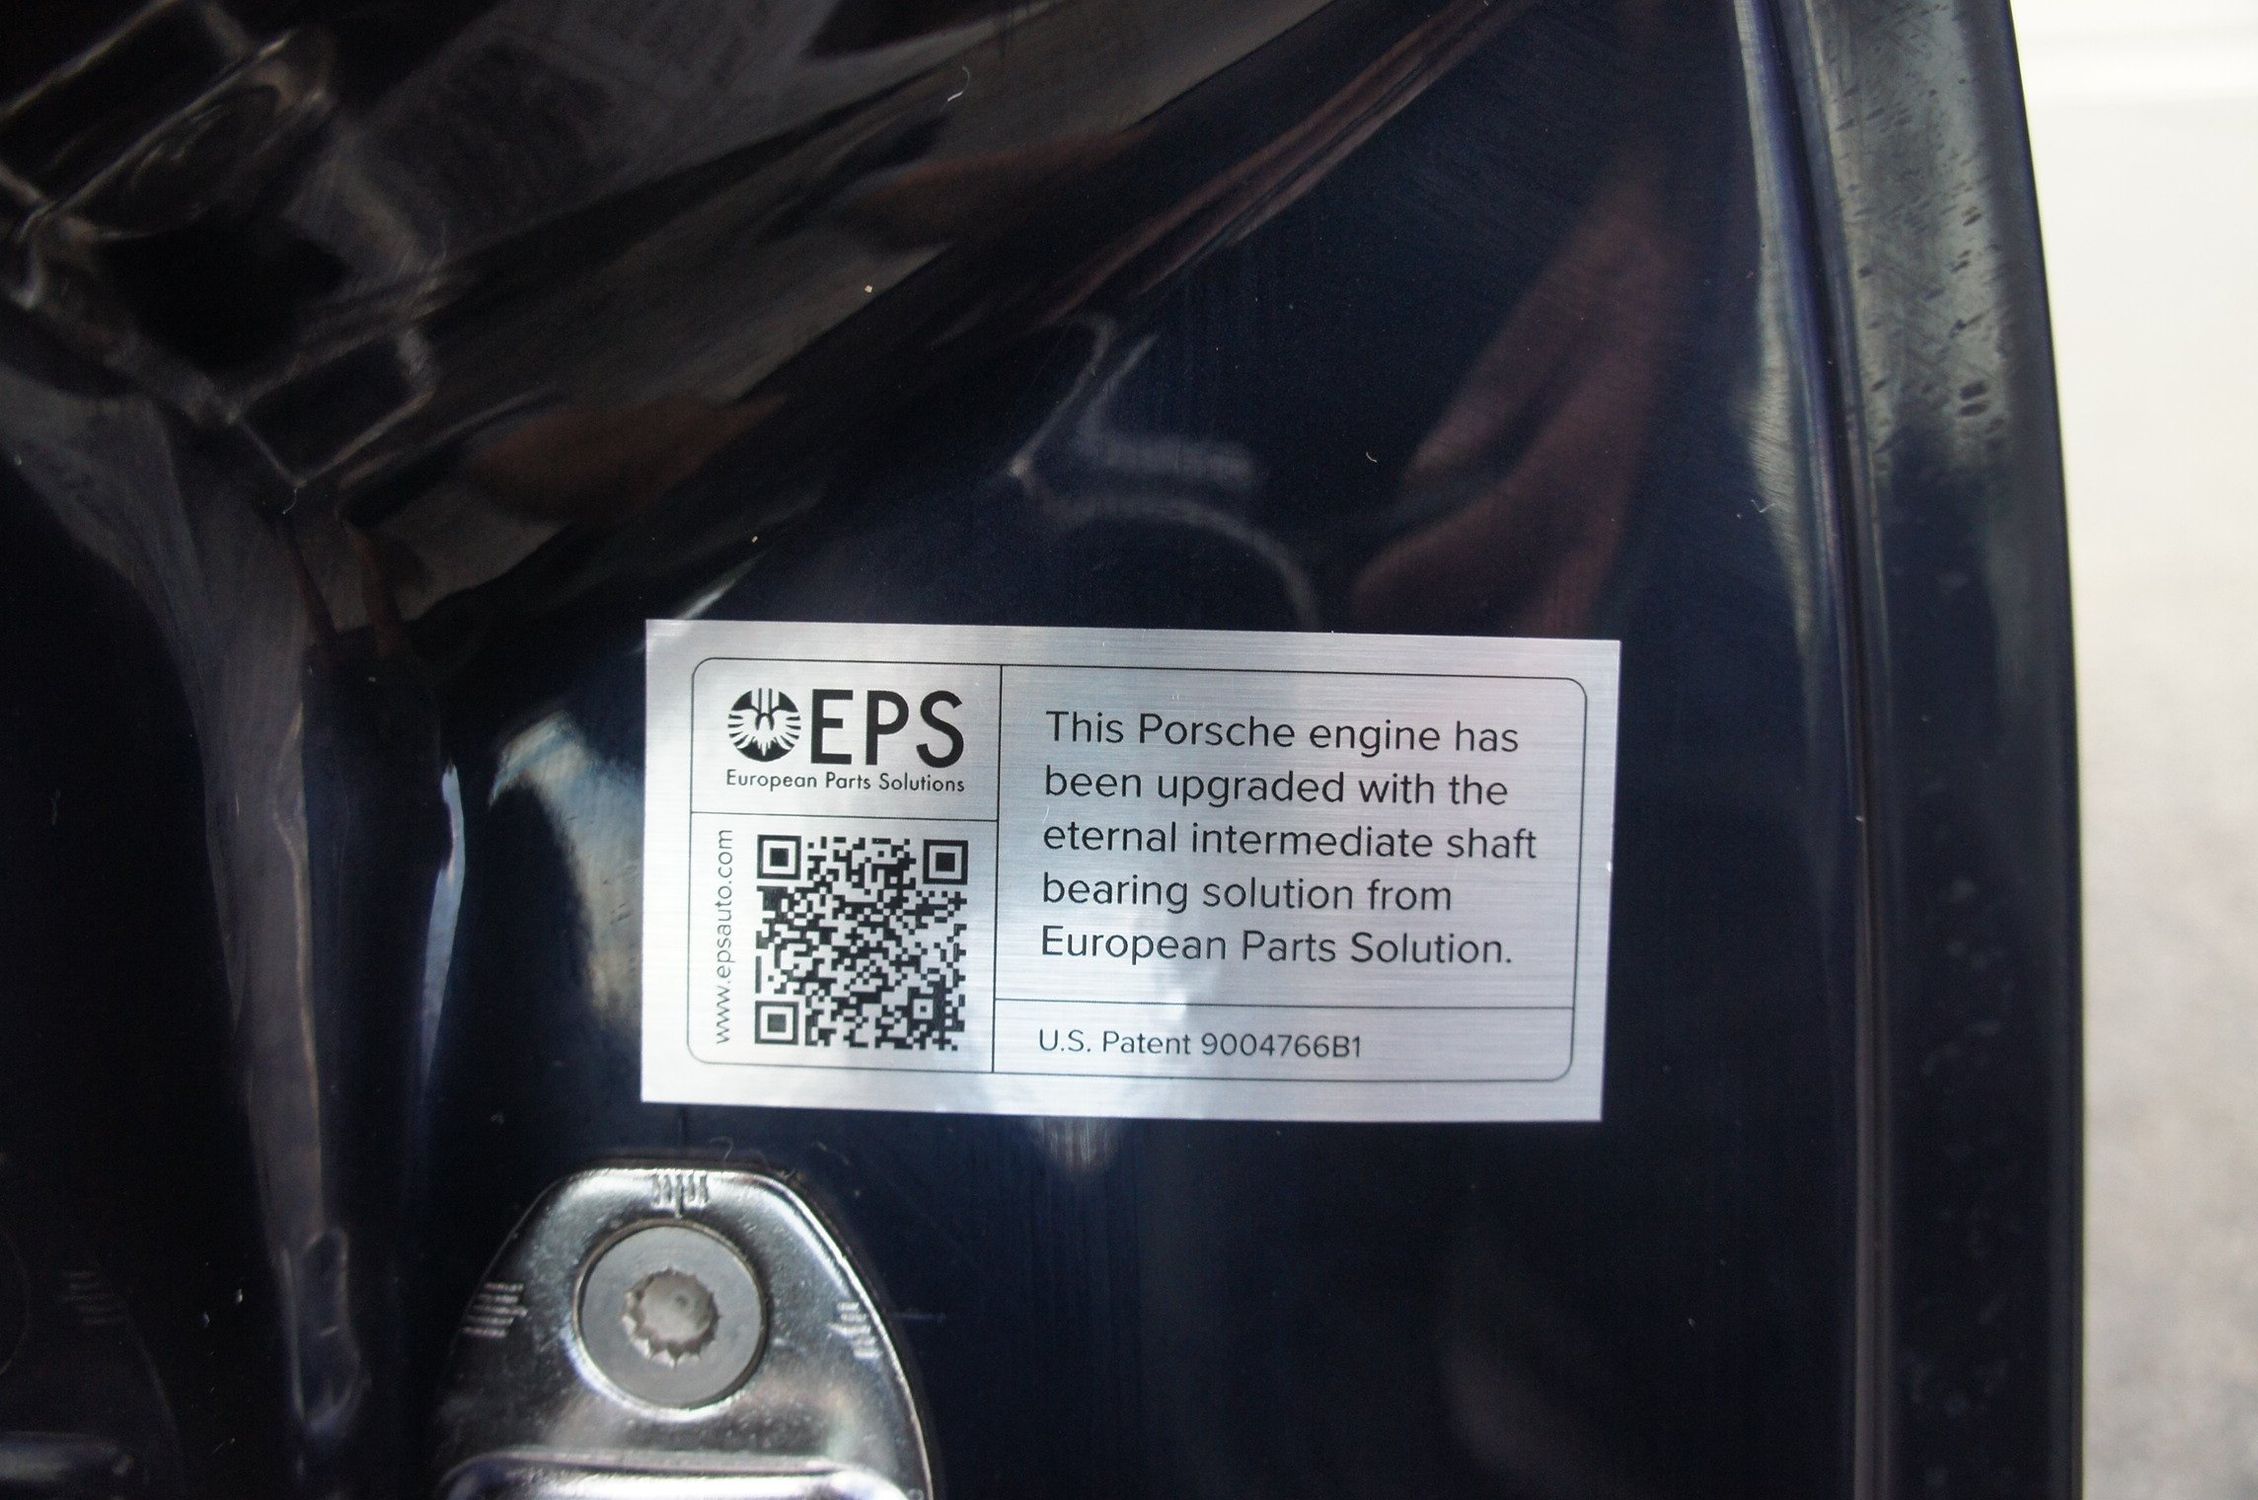 EPS
European Parts Solutions
www.epsauto.com
This Porsche engine has
been upgraded with the
eternal intermediate shaft
bearing solution from
European Parts Solution.
U.S. Patent 9004766B1